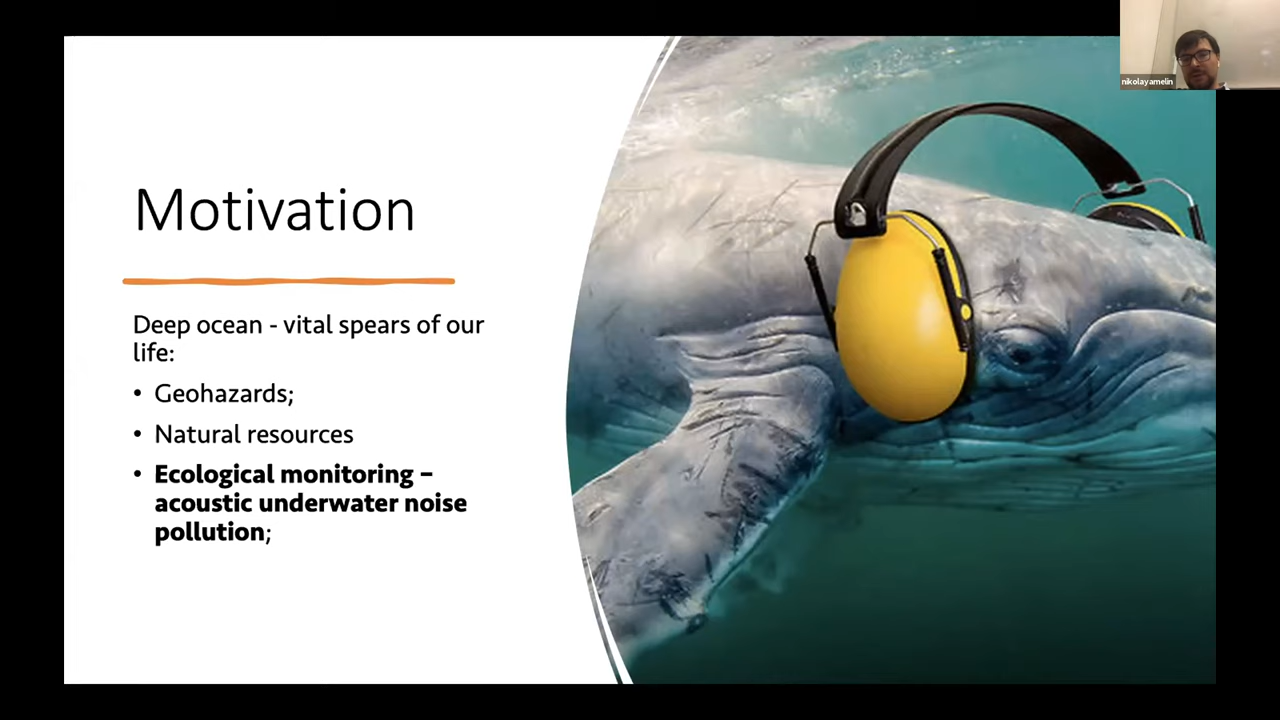 nikolayamelin
Motivation
Deep ocean - vital spears of our
life:
• Geohazards;
• Natural resources
• Ecological monitoring –
acoustic underwater noise
pollution;